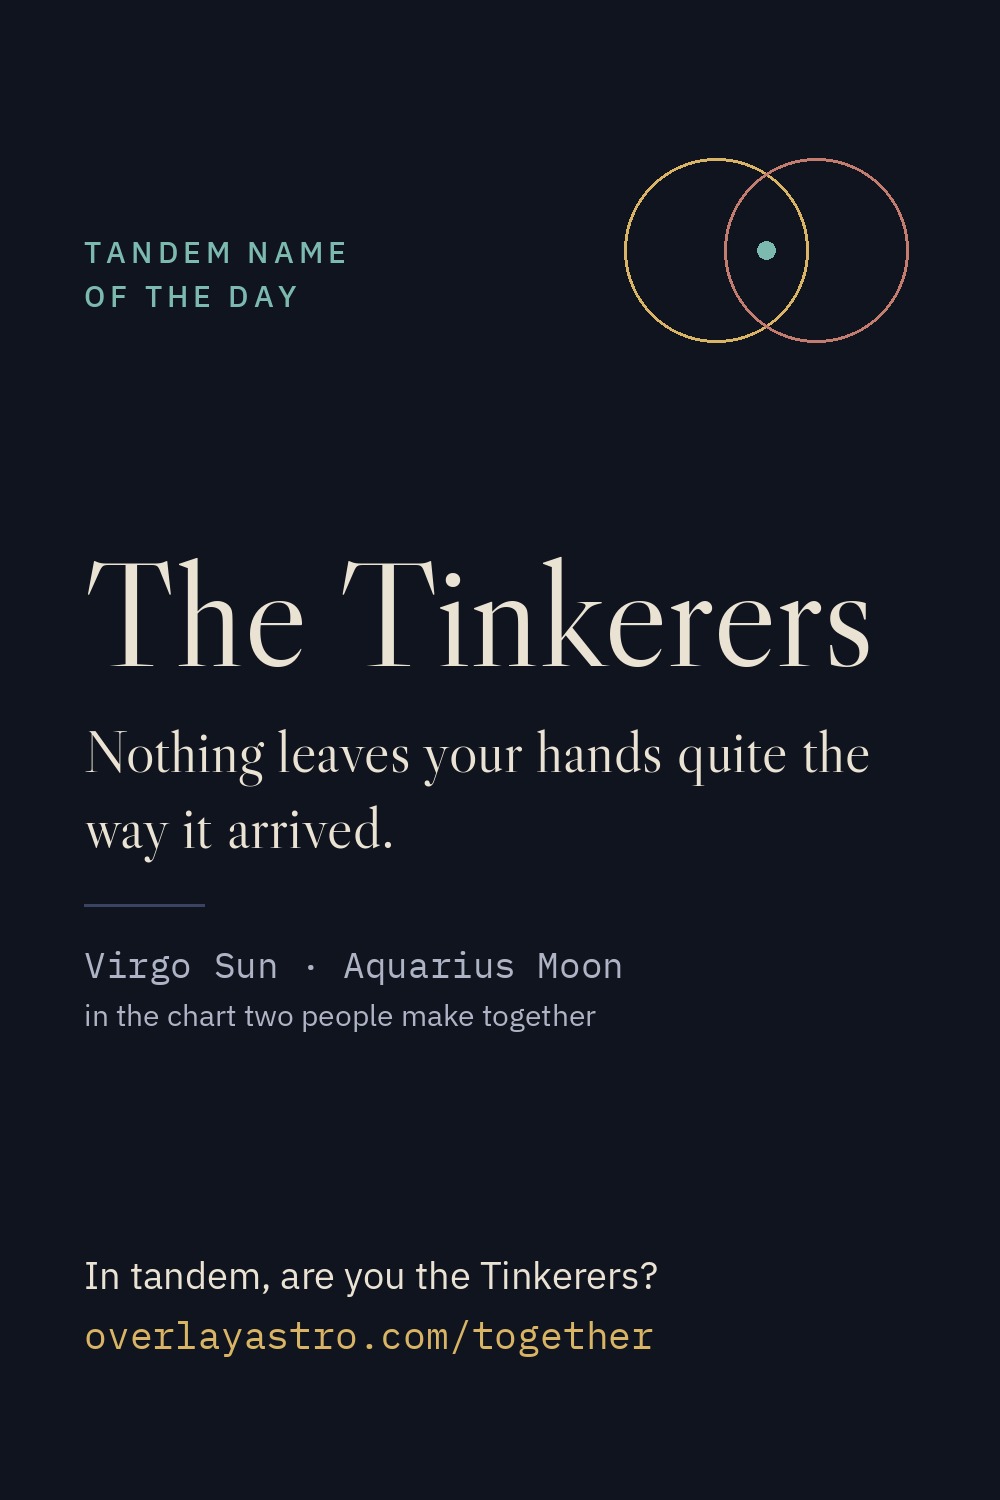 TANDEM NAME
OF THE DAY
The Tinkerers
Nothing leaves your hands quite the
way it arrived.
Virgo Sun · Aquarius Moon
in the chart two people make together
In tandem, are you the Tinkerers?
overlayastro.com/together